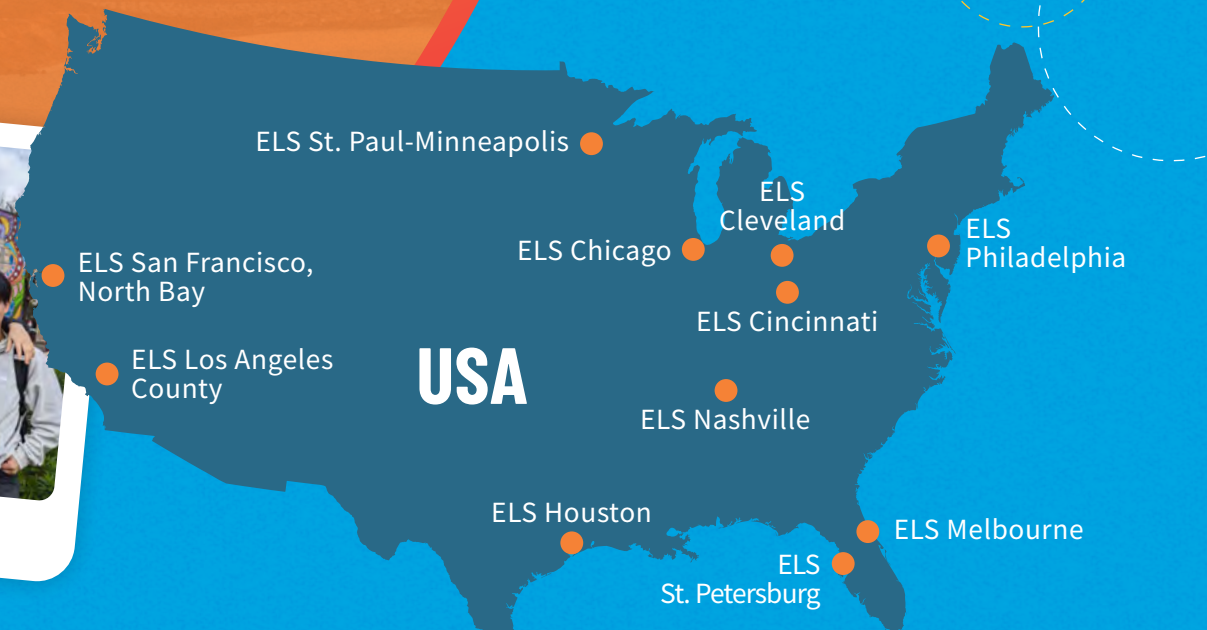 ELS St. Paul-Minneapolis
ELS
Cleveland
ELS Chicago
ELS
Philadelphia
ELS San Francisco,
North Bay
ELS Cincinnati
ELS Los Angeles
County
USA
ELS Nashville
ELS Houston
ELS Melbourne
ELS
St. Petersburg